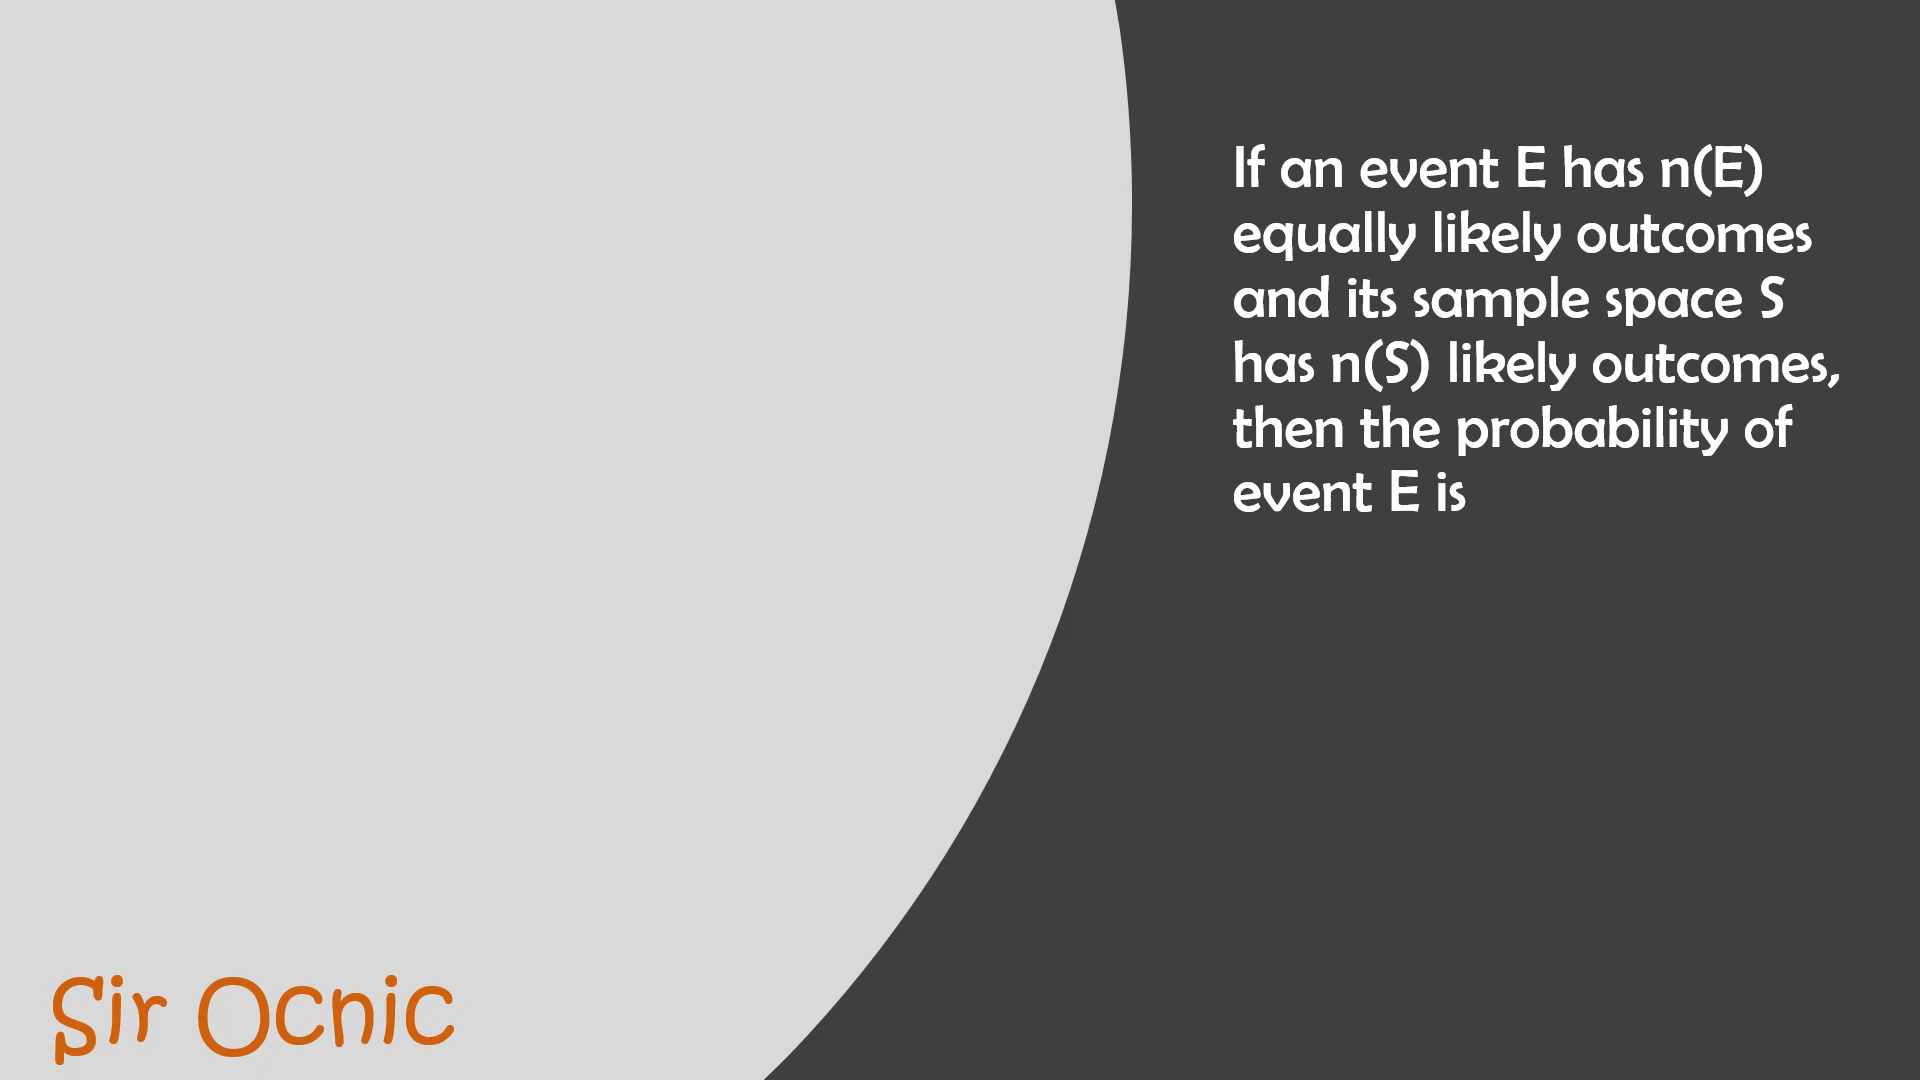 If an event E has n(E)
equally likely outcomes
and its sample space S
has n(S) likely outcomes,
then the probability of
event E is
Sir Ocnic